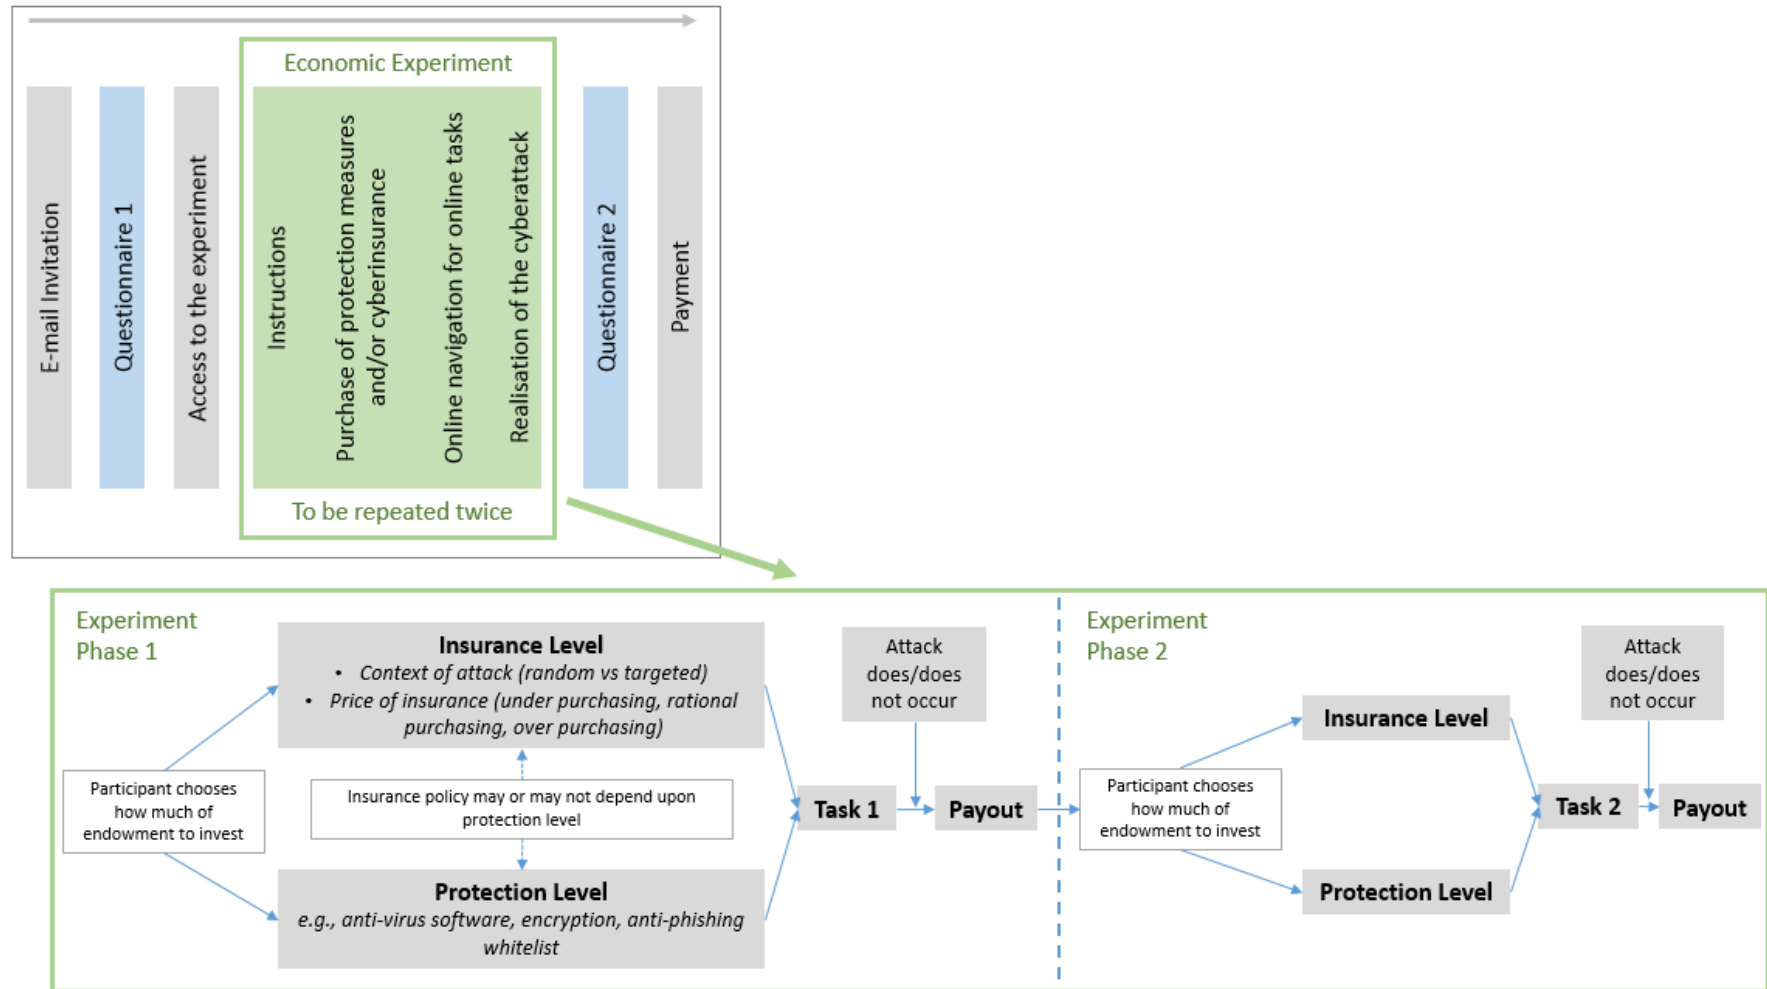 Economic Experiment
E-mail Invitation
Questionnaire 1
Access to the experiment
Instructions
Purchase of protection measures
and/or cyberinsurance
Online navigation for online tasks
Realisation of the cyberattack
Questionnaire 2
Payment
To be repeated twice
Experiment
Phase 1
Participant chooses
how much of
endowment to invest
Insurance Level
• Context of attack (random vs targeted)
• Price of insurance (under purchasing, rational
purchasing, over purchasing)
Insurance policy may or may not depend upon
protection level
Protection Level
e.g., anti-virus software, encryption, anti-phishing
whitelist
Attack
does/does
not occur
Task 1
Payout
Experiment
Phase 2
Participant chooses
how much of
endowment to invest
Insurance Level
Protection Level
Attack
does/does
not occur
Task 2
Payout